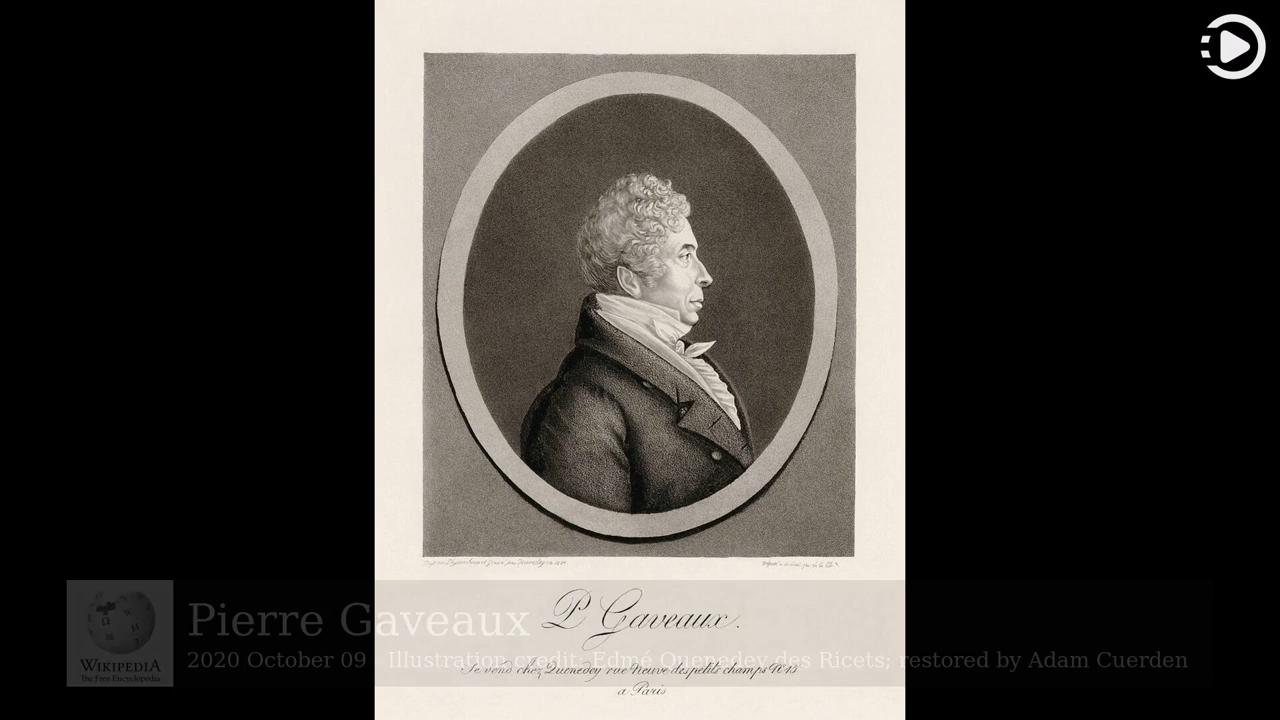 P Gaveaux.
Se vend chez Quenedey rue neuve des petits champs
a Paris
WIKIPEDIA
The Free Encyclopedia
Pierre Gaveaux
2020 October 09 · Illustration credit: Edmé Quenedey des Ricets; restored by Adam Cuerden